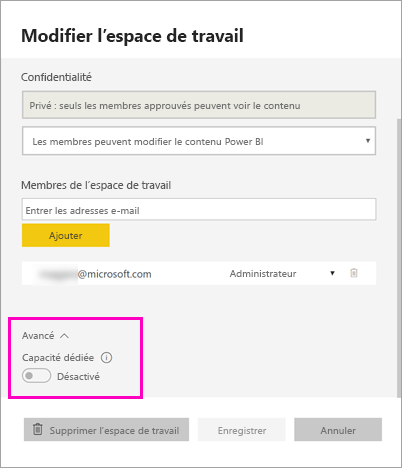 Modifier l'espace de travail
Confidentialité
Privé : seuls les membres approuvés peuvent voir le contenu
Les membres peuvent modifier le contenu Power BI
Membres de l'espace de travail
Entrer les adresses e-mail
Ajouter
@microsoft.com Administrateur
Avancé
Capacité dédiée
Désactivé
Supprimer l'espace de travail Enregistrer Annuler